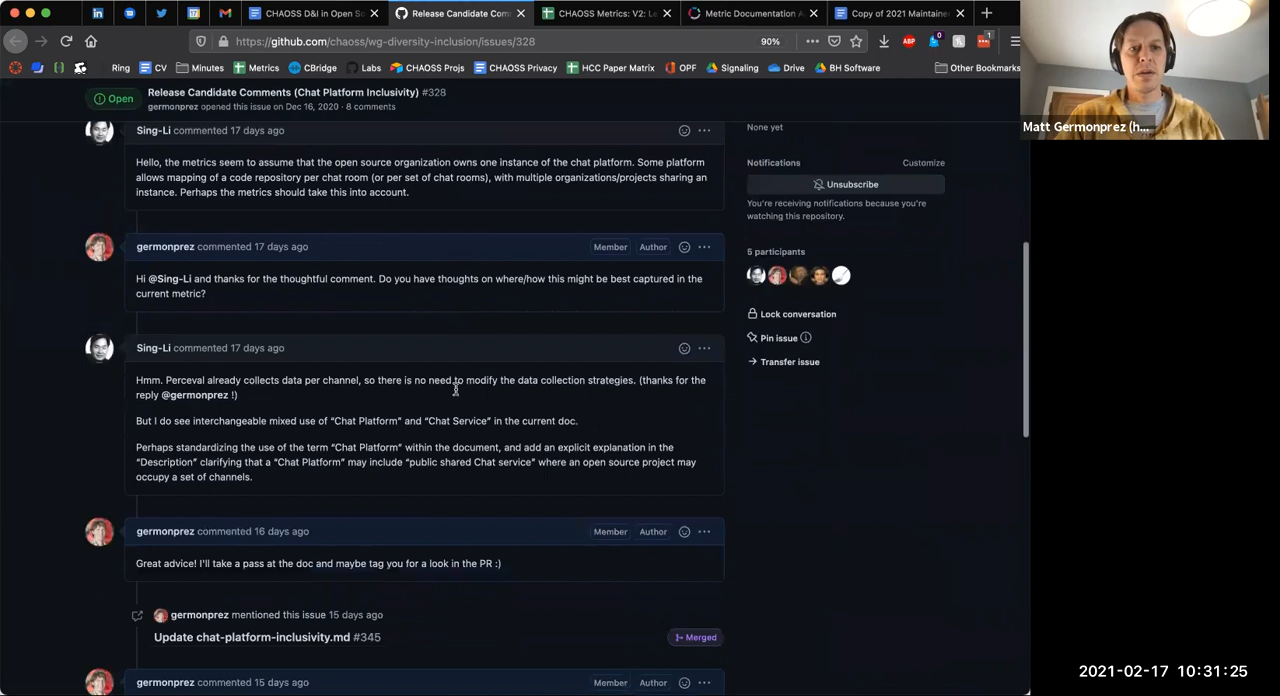 CHAOSS D&I in Open So
Release Candidate Com
CHAOSS Metrics: V2: Le
Metric Documentation A
Copy of 2021 Maintaine
https://github.com/chaoss/wg-diversity-inclusion/issues/328
90%
ABP
0
1
Ring
CV
Minutes
Metrics
CBridge
Labs
CHAOSS Projs
CHAOSS Privacy
HCC Paper Matrix
OPF
Signaling
Drive
BH Software
Other Bookmarks
Open
Release Candidate Comments (Chat Platform Inclusivity) #328
germonprez opened this issue on Dec 16, 2020 · 8 comments
Sing-Li commented 17 days ago
Hello, the metrics seem to assume that the open source organization owns one instance of the chat platform. Some platform
allows mapping of a code repository per chat room (or per set of chat rooms), with multiple organizations/projects sharing an
instance. Perhaps the metrics should take this into account.
germonprez commented 17 days ago
Member
Author
Hi @Sing-Li and thanks for the thoughtful comment. Do you have thoughts on where/how this might be best captured in the
current metric?
Sing-Li commented 17 days ago
Hmm. Perceval already collects data per channel, so there is no need to modify the data collection strategies. (thanks for the
reply @germonprez !)
But I do see interchangeable mixed use of “Chat Platform” and “Chat Service” in the current doc.
Perhaps standardizing the use of the term “Chat Platform” within the document, and add an explicit explanation in the
“Description” clarifying that a “Chat Platform” may include “public shared Chat service” where an open source project may
occupy a set of channels.
germonprez commented 16 days ago
Member
Author
Great advice! I'll take a pass at the doc and maybe tag you for a look in the PR :)
germonprez mentioned this issue 15 days ago
Update chat-platform-inclusivity.md #345
Merged
germonprez commented 15 days ago
Member
Author
None yet
Notifications
Customize
Unsubscribe
You're receiving notifications because you're
watching this repository.
5 participants
Lock conversation
Pin issue
Transfer issue
Matt Germonprez (h...
2021-02-17 10:31:25